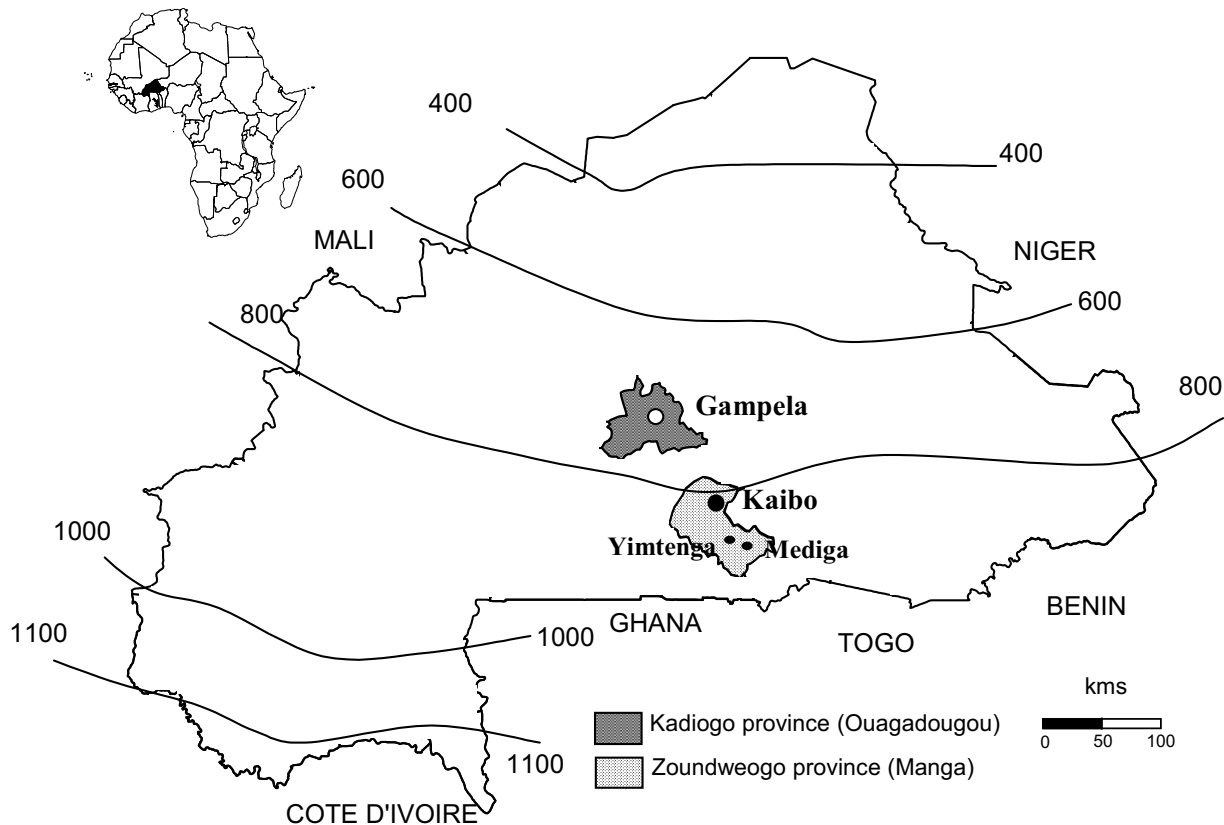 400
400
600
MALI
NIGER
600
800
800
Gampela
Kaibo
Yimtenga
Mediga
1000
BENIN
GHANA
1100
1000
TOGO
kms
Kadiogo province (Ouagadougou)
0 50 100
1100
Zoundweogo province (Manga)
COTE D'IVOIRE